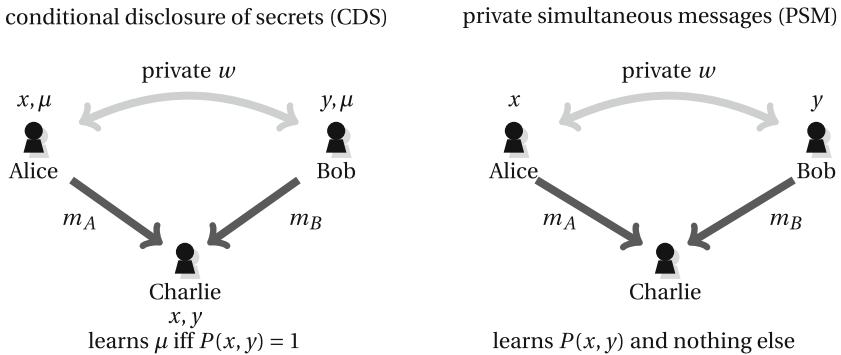 conditional disclosure of secrets (CDS)
private w
x, μ
y, μ
Alice
Bob
m_A
m_B
Charlie
x, y
learns μ iff P(x, y) = 1
private simultaneous messages (PSM)
private w
x
y
Alice
Bob
m_A
m_B
Charlie
learns P(x, y) and nothing else